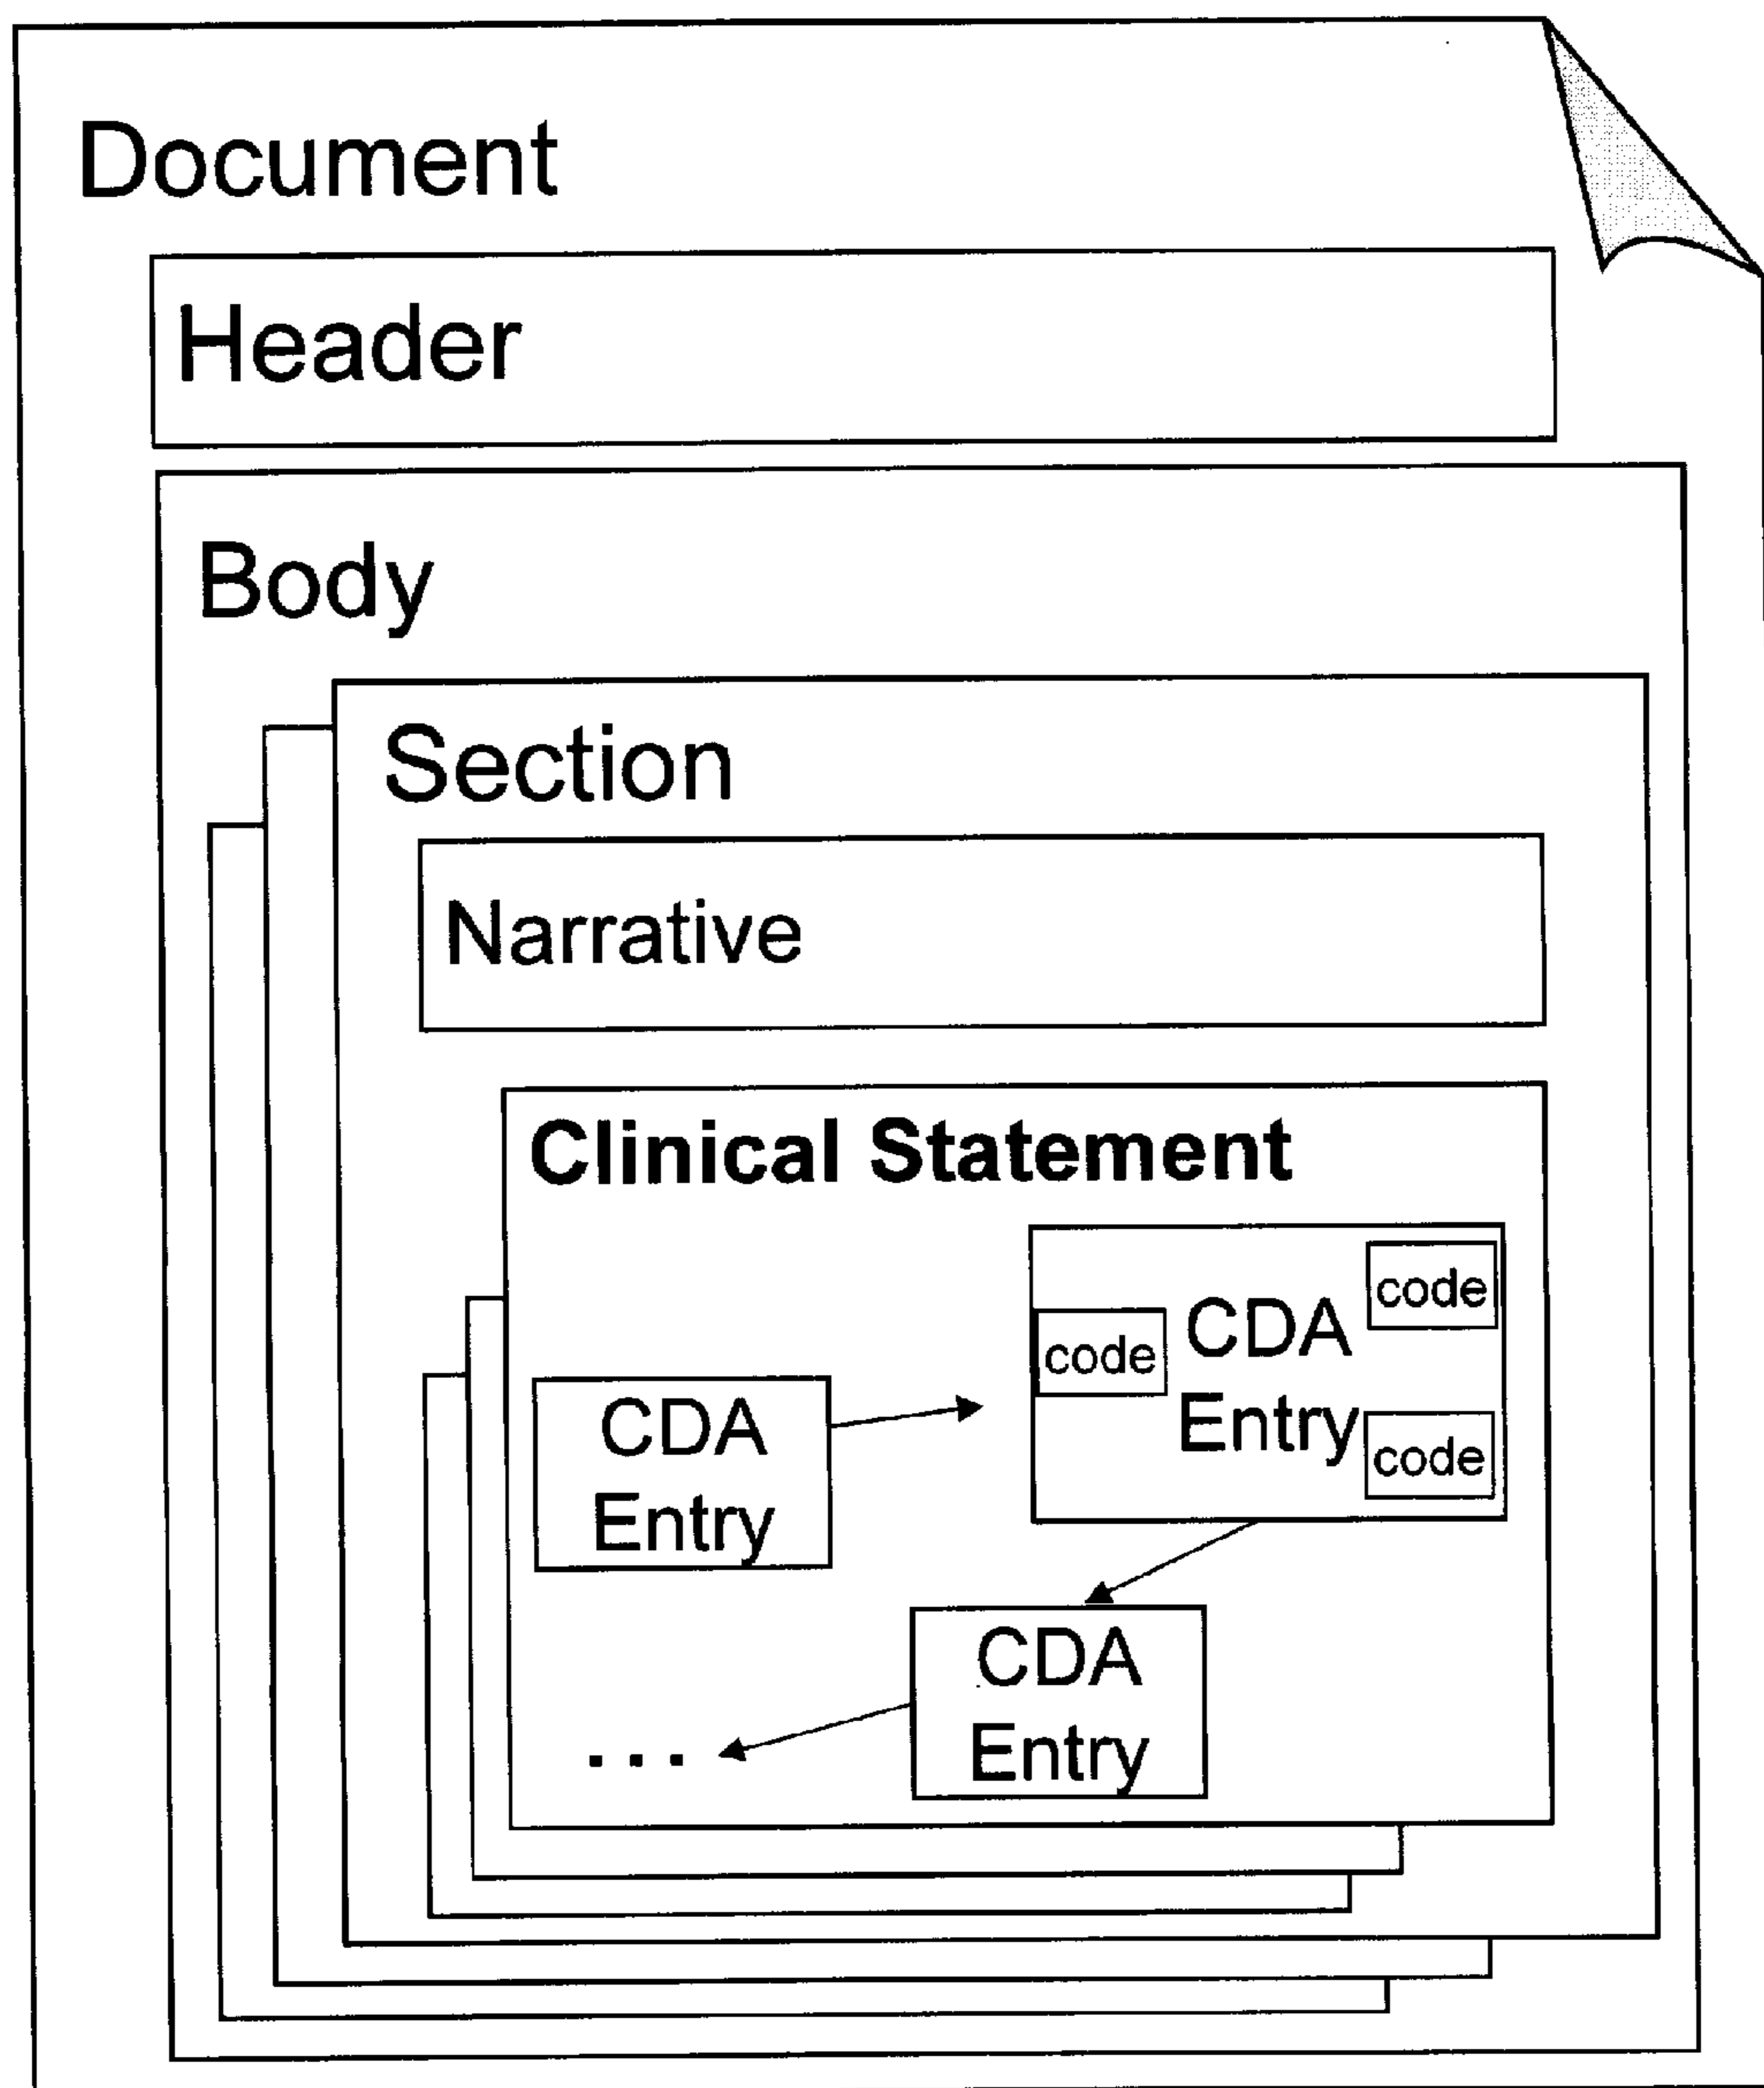 Document
Header
Body
Section
Narrative
Clinical Statement
code
code
CDA
Entry
code
CDA
Entry
CDA
Entry
...